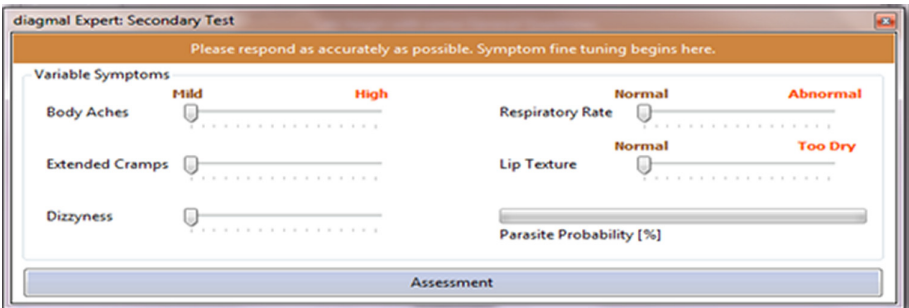 diagmal Expert: Secondary Test
Please respond as accurately as possible. Symptom fine tuning begins here.
Variable Symptoms
Mild High
Body Aches
Extended Cramps
Dizzyness
Normal Abnormal
Respiratory Rate
Normal Too Dry
Lip Texture
Parasite Probability [%]
Assessment